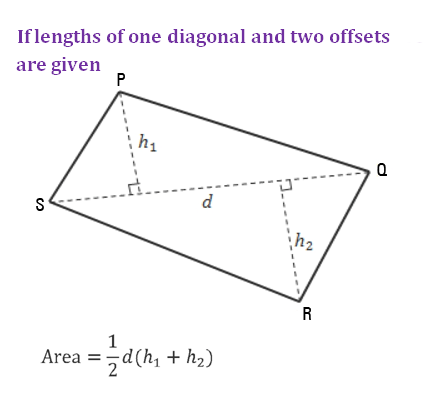 If lengths of one diagonal and two offsets
are given
P
h₁
Q
S
d
h₂
R
Area = 1/2 d(h₁ + h₂)